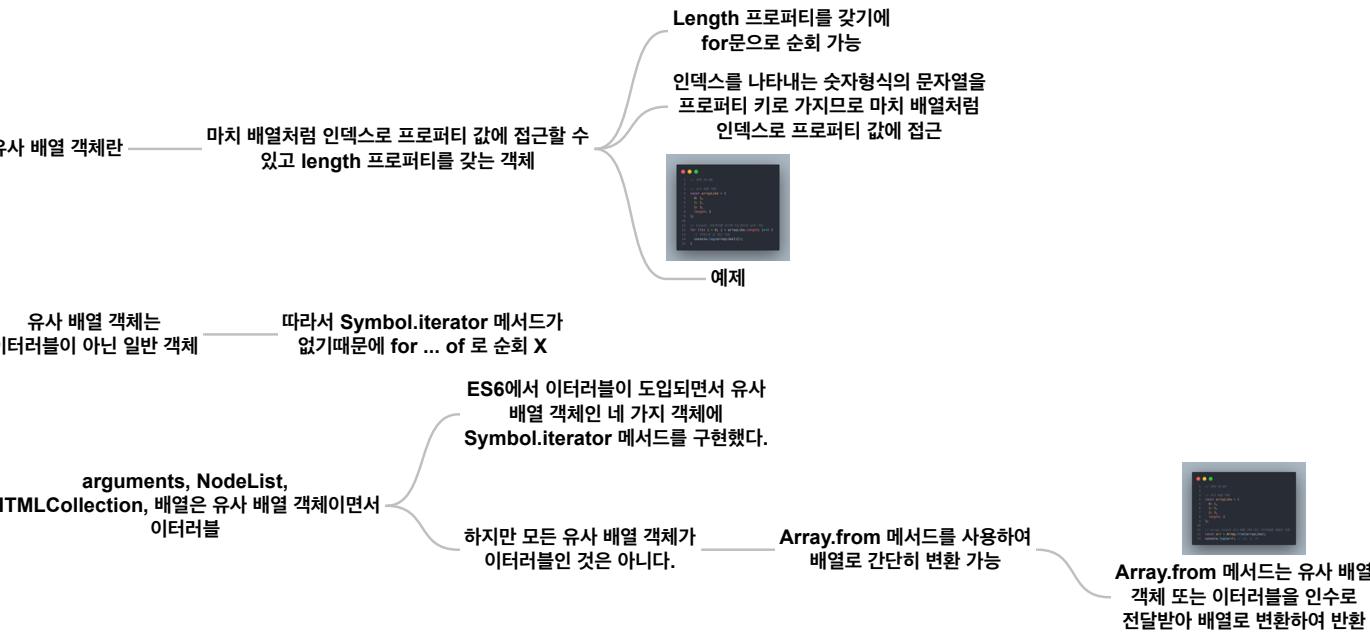 Length 프로퍼티를 갖기에
for문으로 순회 가능
인덱스를 나타내는 숫자형식의 문자열을
프로퍼티 키로 가지므로 마치 배열처럼
인덱스로 프로퍼티 값에 접근
배열 객체란
마치 배열처럼 인덱스로 프로퍼티 값에 접근할 수
있고 length 프로퍼티를 갖는 객체
예제
유사 배열 객체는
이터러블이 아닌 일반 객체
따라서 Symbol.iterator 메서드가
없기때문에 for ... of 로 순회 X
ES6에서 이터러블이 도입되면서 유사
배열 객체인 네 가지 객체에
Symbol.iterator 메서드를 구현했다.
arguments, NodeList,
HTMLCollection, 배열은 유사 배열 객체이면서
이터러블
하지만 모든 유사 배열 객체가
이터러블인 것은 아니다.
Array.from 메서드를 사용하여
배열로 간단히 변환 가능
Array.from 메서드는 유사 배열
객체 또는 이터러블을 인수로
전달받아 배열로 변환하여 반환